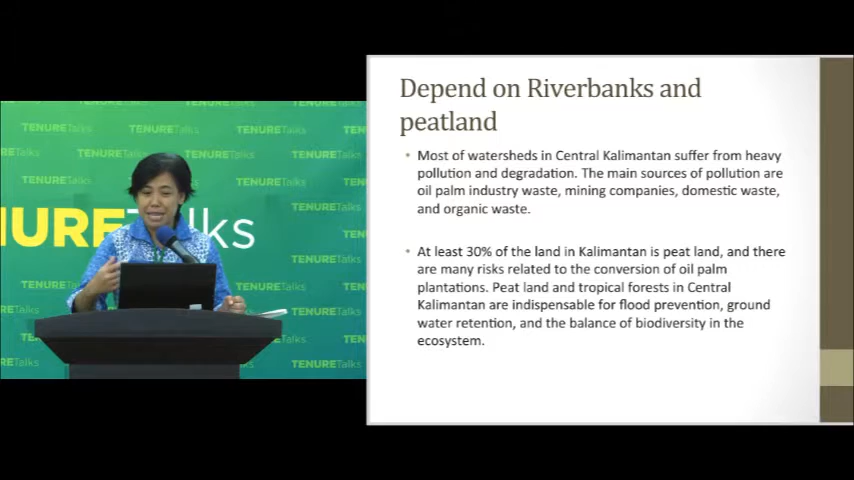 TENURETalks TENURETalks TENURETalks
TENURETalks
TENURETalks
TENURETalks
TENURETalks
NURETalks
Depend on Riverbanks and
peatland
• Most of watersheds in Central Kalimantan suffer from heavy
pollution and degradation. The main sources of pollution are
oil palm industry waste, mining companies, domestic waste,
and organic waste.
• At least 30% of the land in Kalimantan is peat land, and there
are many risks related to the conversion of oil palm
plantations. Peat land and tropical forests in Central
Kalimantan are indispensable for flood prevention, ground
water retention, and the balance of biodiversity in the
ecosystem.